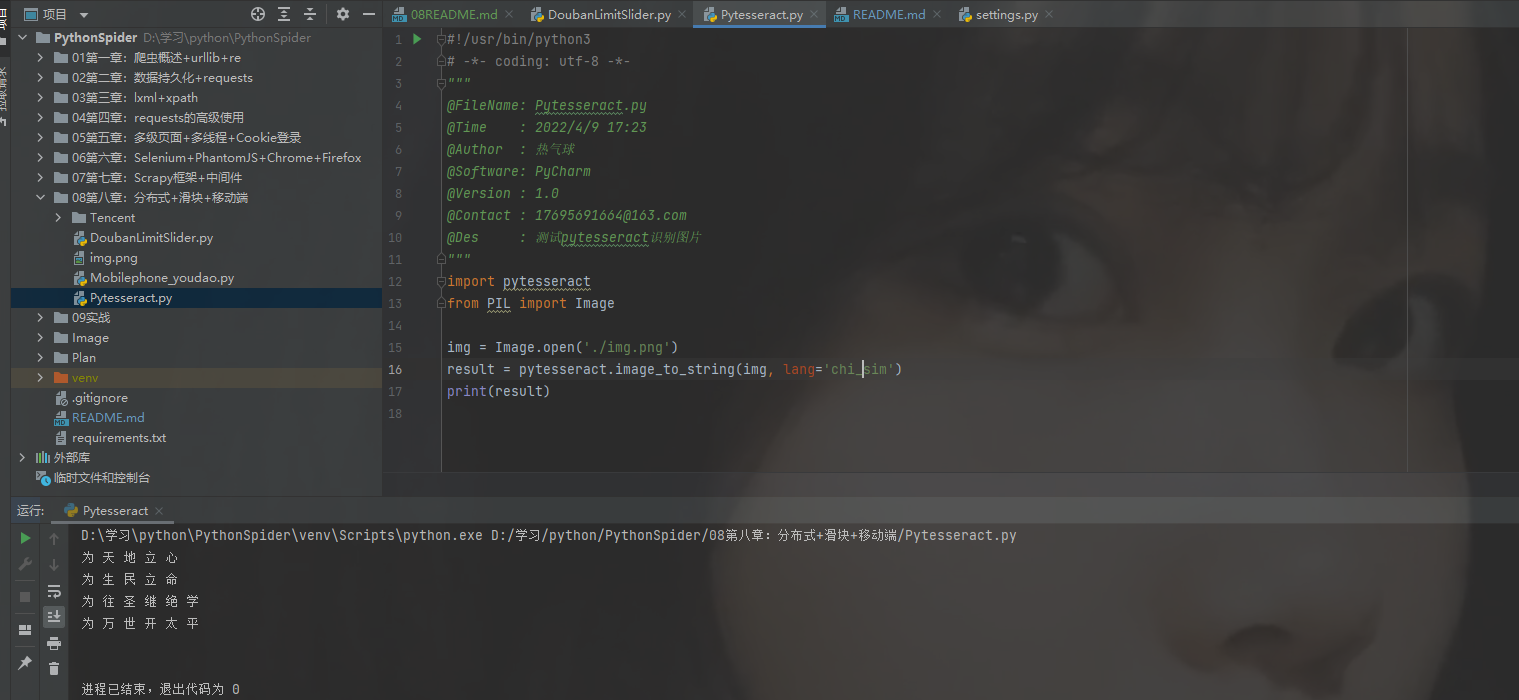 项目
08README.md
DoubanLimitSlider.py
Pytesseract.py
README.md
settings.py
PythonSpider D:\学习\python\PythonSpider
01第一章：爬虫概述+urllib+re
02第二章：数据持久化+requests
03第三章：lxml+xpath
04第四章：requests的高级使用
05第五章：多级页面+多线程+Cookie登录
06第六章：Selenium+PhantomJS+Chrome+Firefox
07第七章：Scrapy框架+中间件
08第八章：分布式+滑块+移动端
Tencent
DoubanLimitSlider.py
img.png
Mobilephone_youdao.py
Pytesseract.py
09实战
Image
Plan
venv
.gitignore
README.md
requirements.txt
外部库
临时文件和控制台
1 #!/usr/bin/python3
2 # -*- coding: utf-8 -*-
3 """
4 @FileName: Pytesseract.py
5 @Time    : 2022/4/9 17:23
6 @Author  : 热气球
7 @Software: PyCharm
8 @Version : 1.0
9 @Contact : 17695691664@163.com
10 @Des     : 测试pytesseract识别图片
11 """
12 import pytesseract
13 from PIL import Image
14
15 img = Image.open('./img.png')
16 result = pytesseract.image_to_string(img, lang='chi_sim')
17 print(result)
18
运行: Pytesseract
D:\学习\python\PythonSpider\venv\Scripts\python.exe D:/学习/python/PythonSpider/08第八章：分布式+滑块+移动端/Pytesseract.py
为 天 地 立 心
为 生 民 立 命
为 往 圣 继 绝 学
为 万 世 开 太 平
进程已结束，退出代码为 0